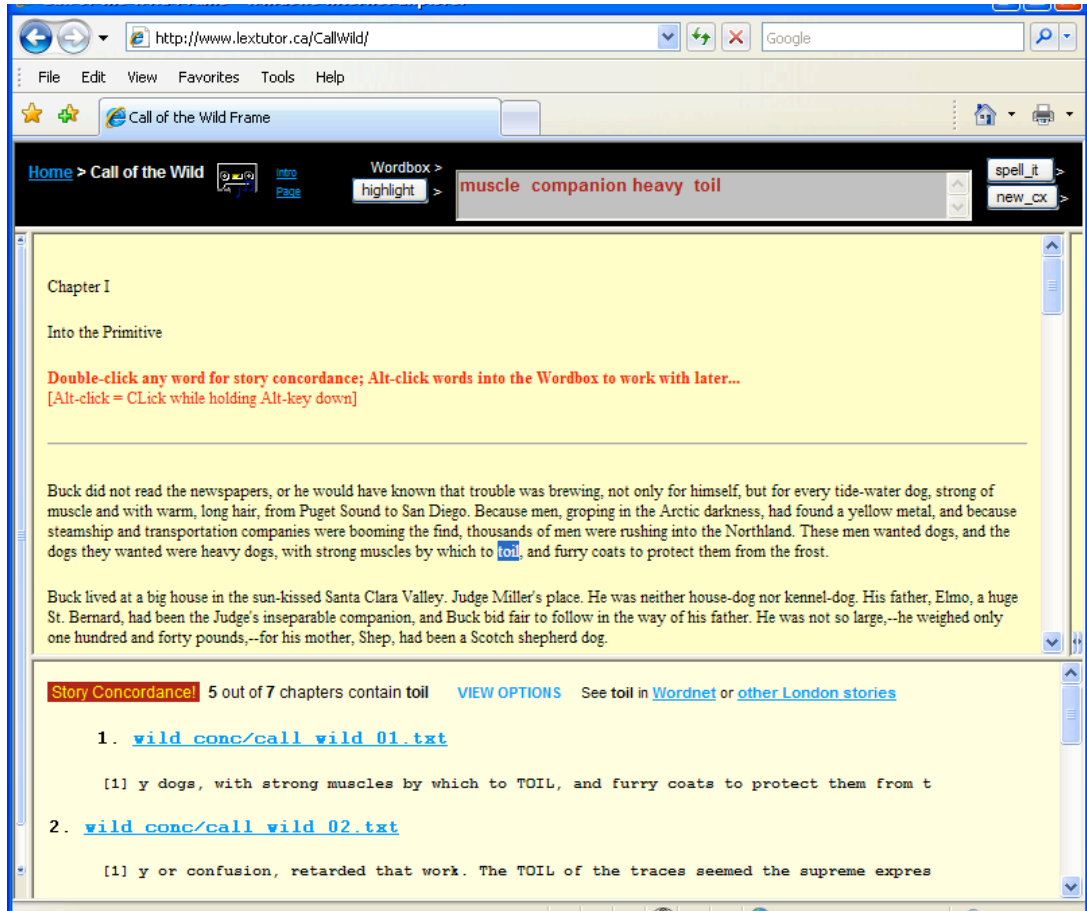 http://www.lextutor.ca/CallWild/
Google
File Edit View Favorites Tools Help
Call of the Wild Frame
Home > Call of the Wild
Intro
Page
Wordbox >
highlight >
muscle companion heavy toil
spell_it >
new_cx >
Chapter I
Into the Primitive
Double-click any word for story concordance; Alt-click words into the Wordbox to work with later...
[Alt-click = CLick while holding Alt-key down]
Buck did not read the newspapers, or he would have known that trouble was brewing, not only for himself, but for every tide-water dog, strong of
muscle and with warm, long hair, from Puget Sound to San Diego. Because men, groping in the Arctic darkness, had found a yellow metal, and because
steamship and transportation companies were booming the find, thousands of men were rushing into the Northland. These men wanted dogs, and the
dogs they wanted were heavy dogs, with strong muscles by which to toil, and furry coats to protect them from the frost.
Buck lived at a big house in the sun-kissed Santa Clara Valley. Judge Miller's place. He was neither house-dog nor kennel-dog. His father, Elmo, a huge
St. Bernard, had been the Judge's inseparable companion, and Buck bid fair to follow in the way of his father. He was not so large,--he weighed only
one hundred and forty pounds,--for his mother, Shep, had been a Scotch shepherd dog.
Story Concordance! 5 out of 7 chapters contain toil VIEW OPTIONS See toil in Wordnet or other London stories
1. wild_conc/call_wild_01.txt
[1] y dogs, with strong muscles by which to TOIL, and furry coats to protect them from t
2. wild_conc/call_wild_02.txt
[1] y or confusion, retarded that work. The TOIL of the traces seemed the supreme expres